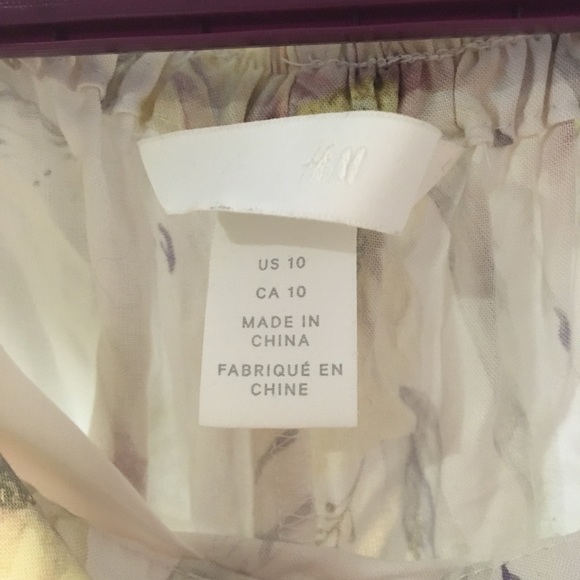 H&M
US 10
CA 10
MADE IN
CHINA
FABRIQUÉ EN
CHINE